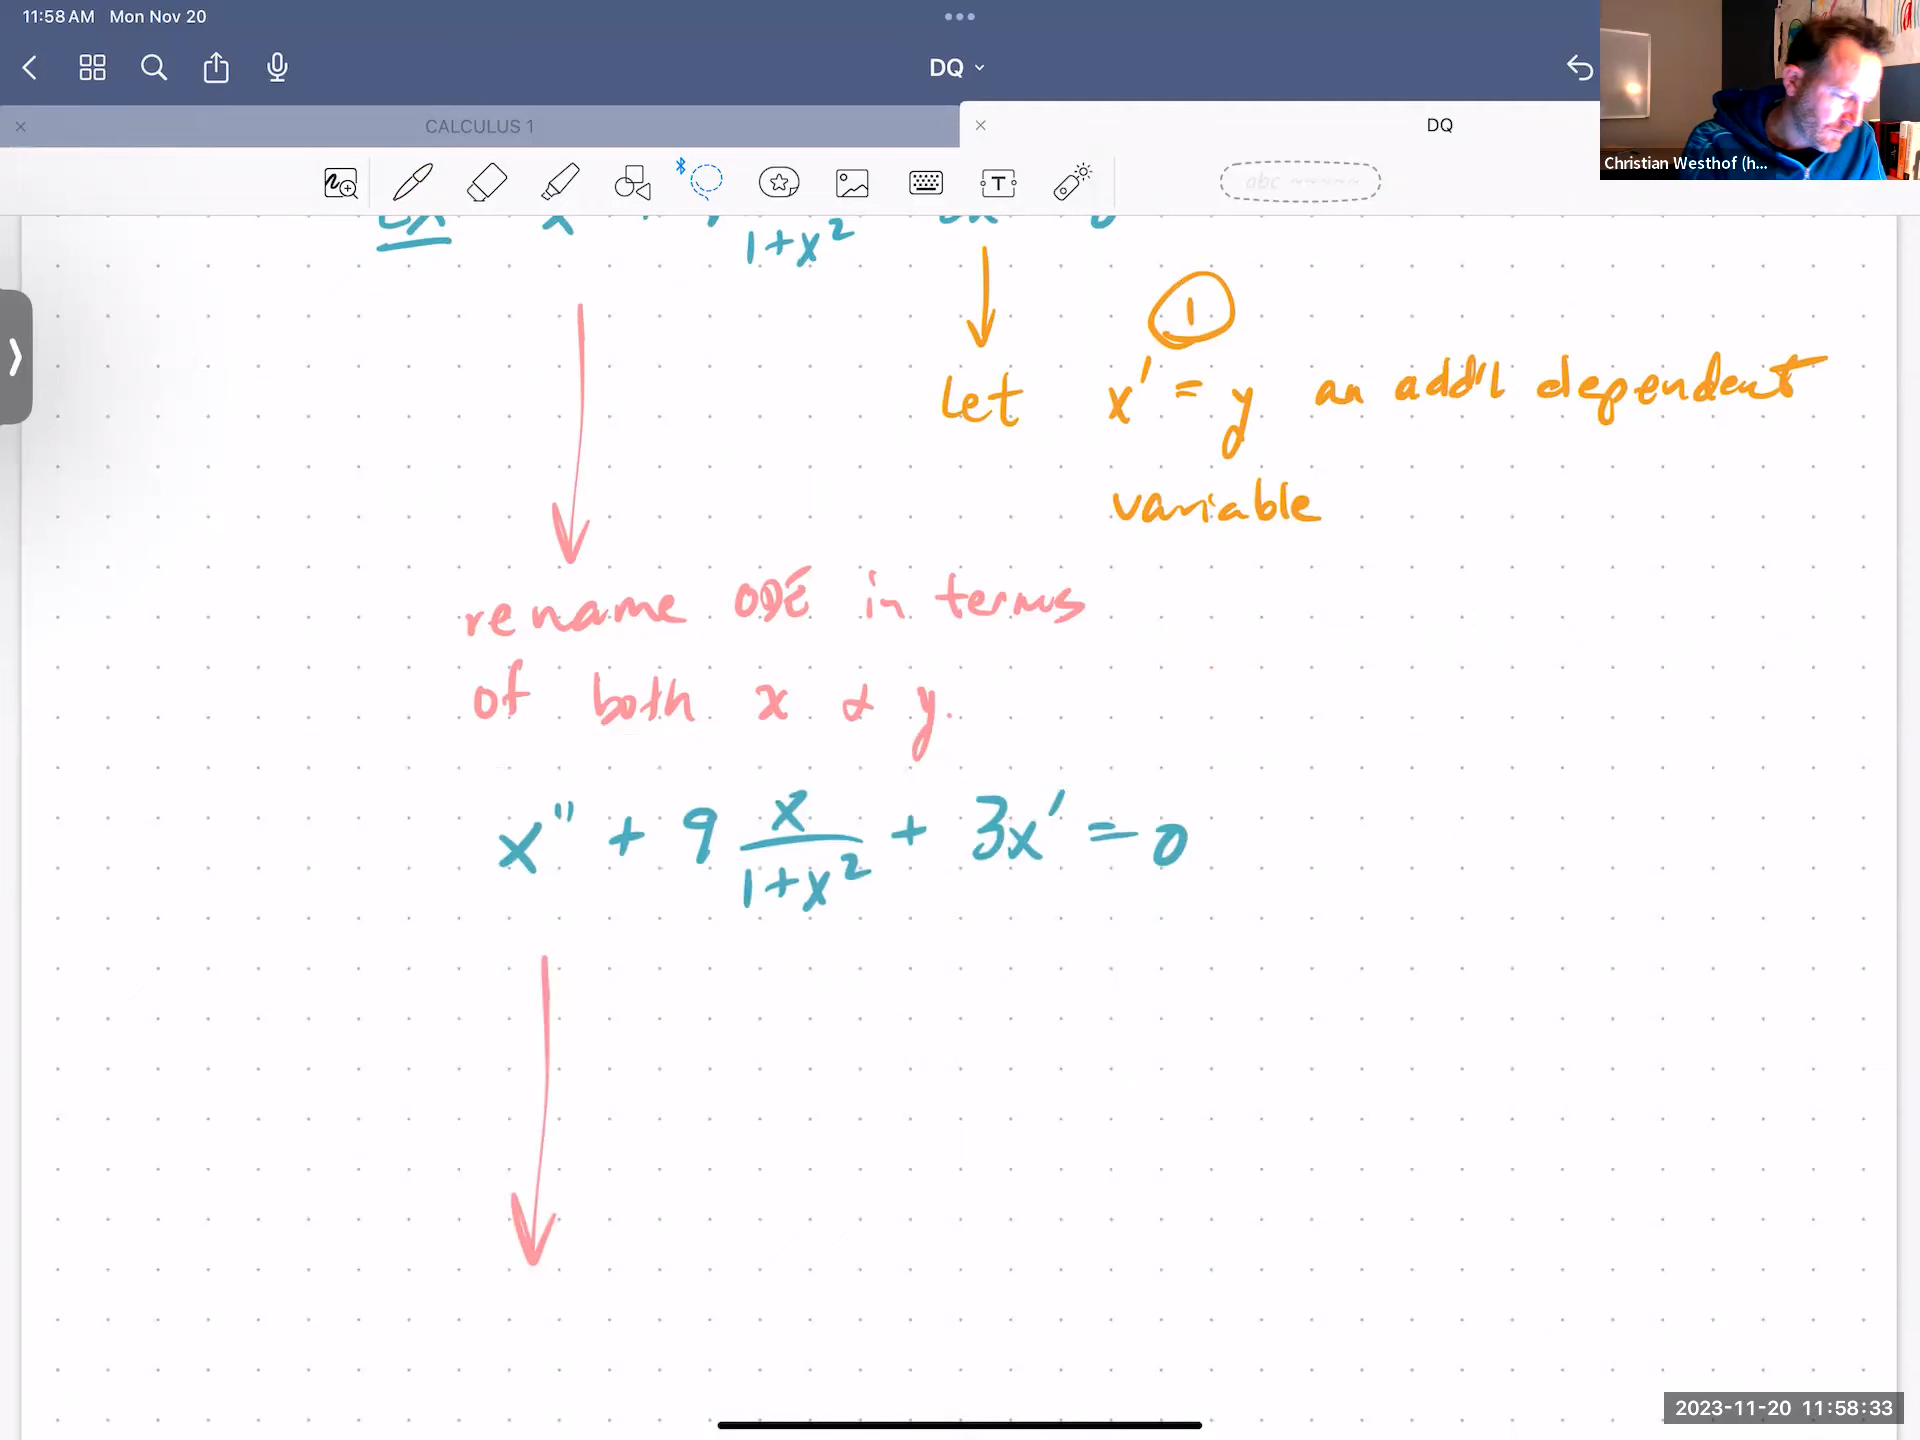 11:58 AM Mon Nov 20
DQ
CALCULUS 1
DQ
Christian Westhof (h...
T
abc
1+x²
①
Let x' = y an add'l dependent
variable
rename ODE in terms
of both x & y.
x'' + 9 x/(1+x²) + 3x' = 0
2023-11-20 11:58:33